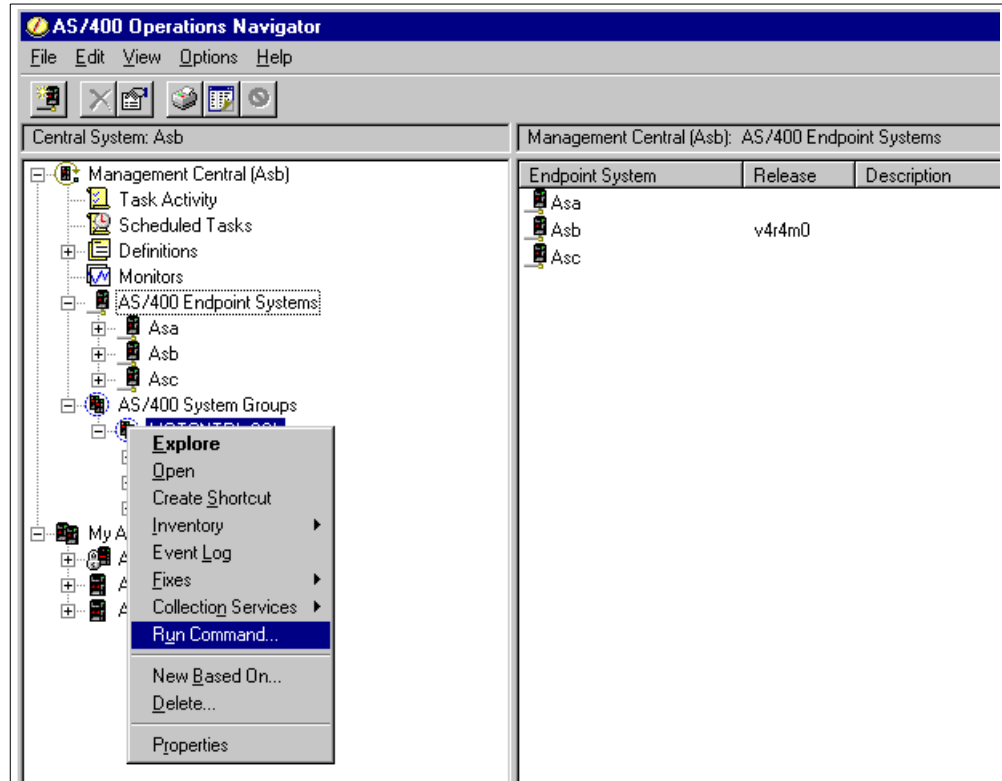 AS/400 Operations Navigator
File Edit View Options Help
Central System: Asb
Management Central (Asb): AS/400 Endpoint Systems
Management Central (Asb)
Task Activity
Scheduled Tasks
Definitions
Monitors
AS/400 Endpoint Systems
Asa
Asb
Asc
AS/400 System Groups
My A
A
A
A
Explore
Open
Create Shortcut
Inventory
Event Log
Fixes
Collection Services
Run Command...
New Based On...
Delete...
Properties
Endpoint System Release Description
Asa
Asb v4r4m0
Asc